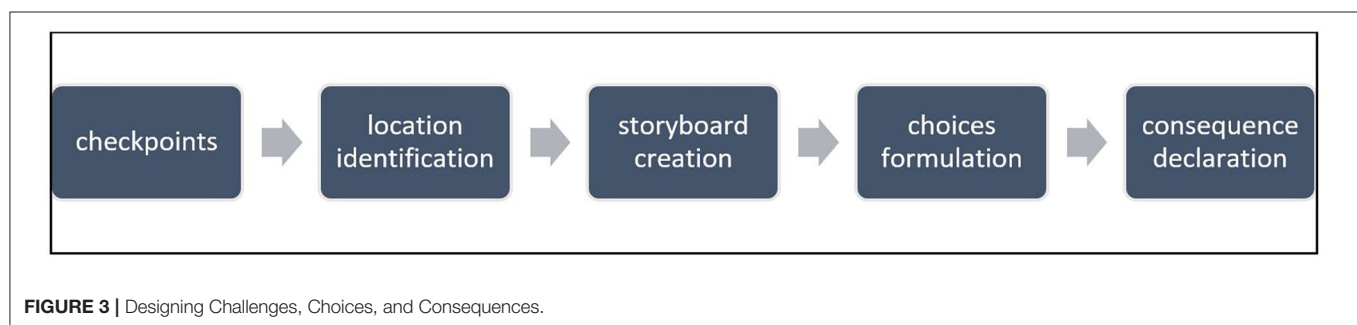 checkpoints
location
identification
storyboard
creation
choices
formulation
consequence
declaration
FIGURE 3 | Designing Challenges, Choices, and Consequences.